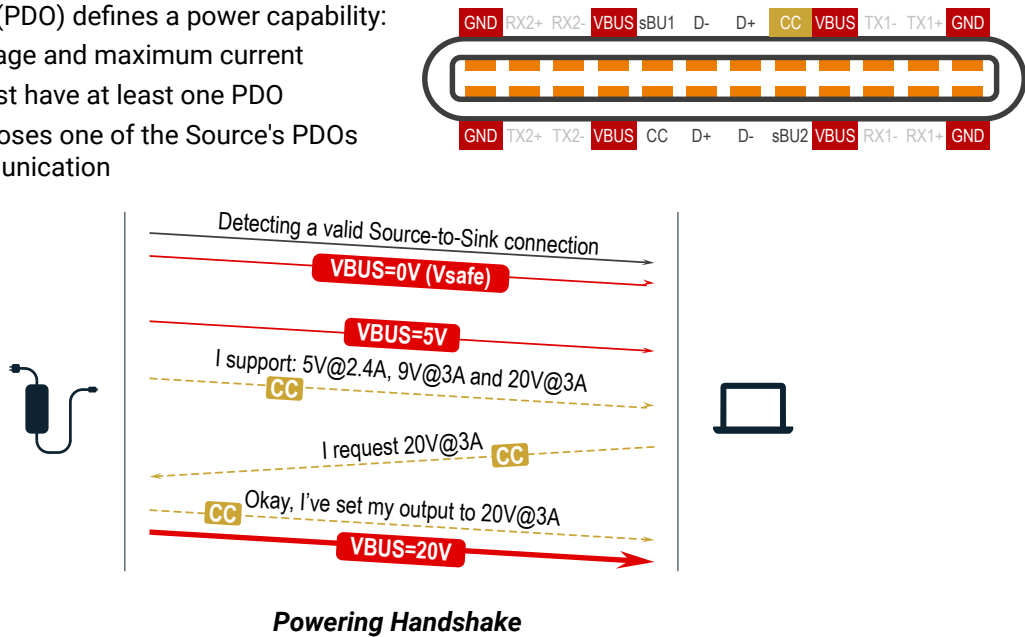 (PDO) defines a power capability:
age and maximum current
st have at least one PDO
oses one of the Source's PDOs
unication
GND RX2+ RX2- VBUS sBU1 D- D+ CC VBUS TX1- TX1+ GND
GND TX2+ TX2- VBUS CC D+ D- sBU2 VBUS RX1- RX1+ GND
Detecting a valid Source-to-Sink connection
VBUS=0V (Vsafe)
VBUS=5V
I support: 5V@2.4A, 9V@3A and 20V@3A
CC
I request 20V@3A
CC
Okay, I've set my output to 20V@3A
CC
VBUS=20V
Powering Handshake